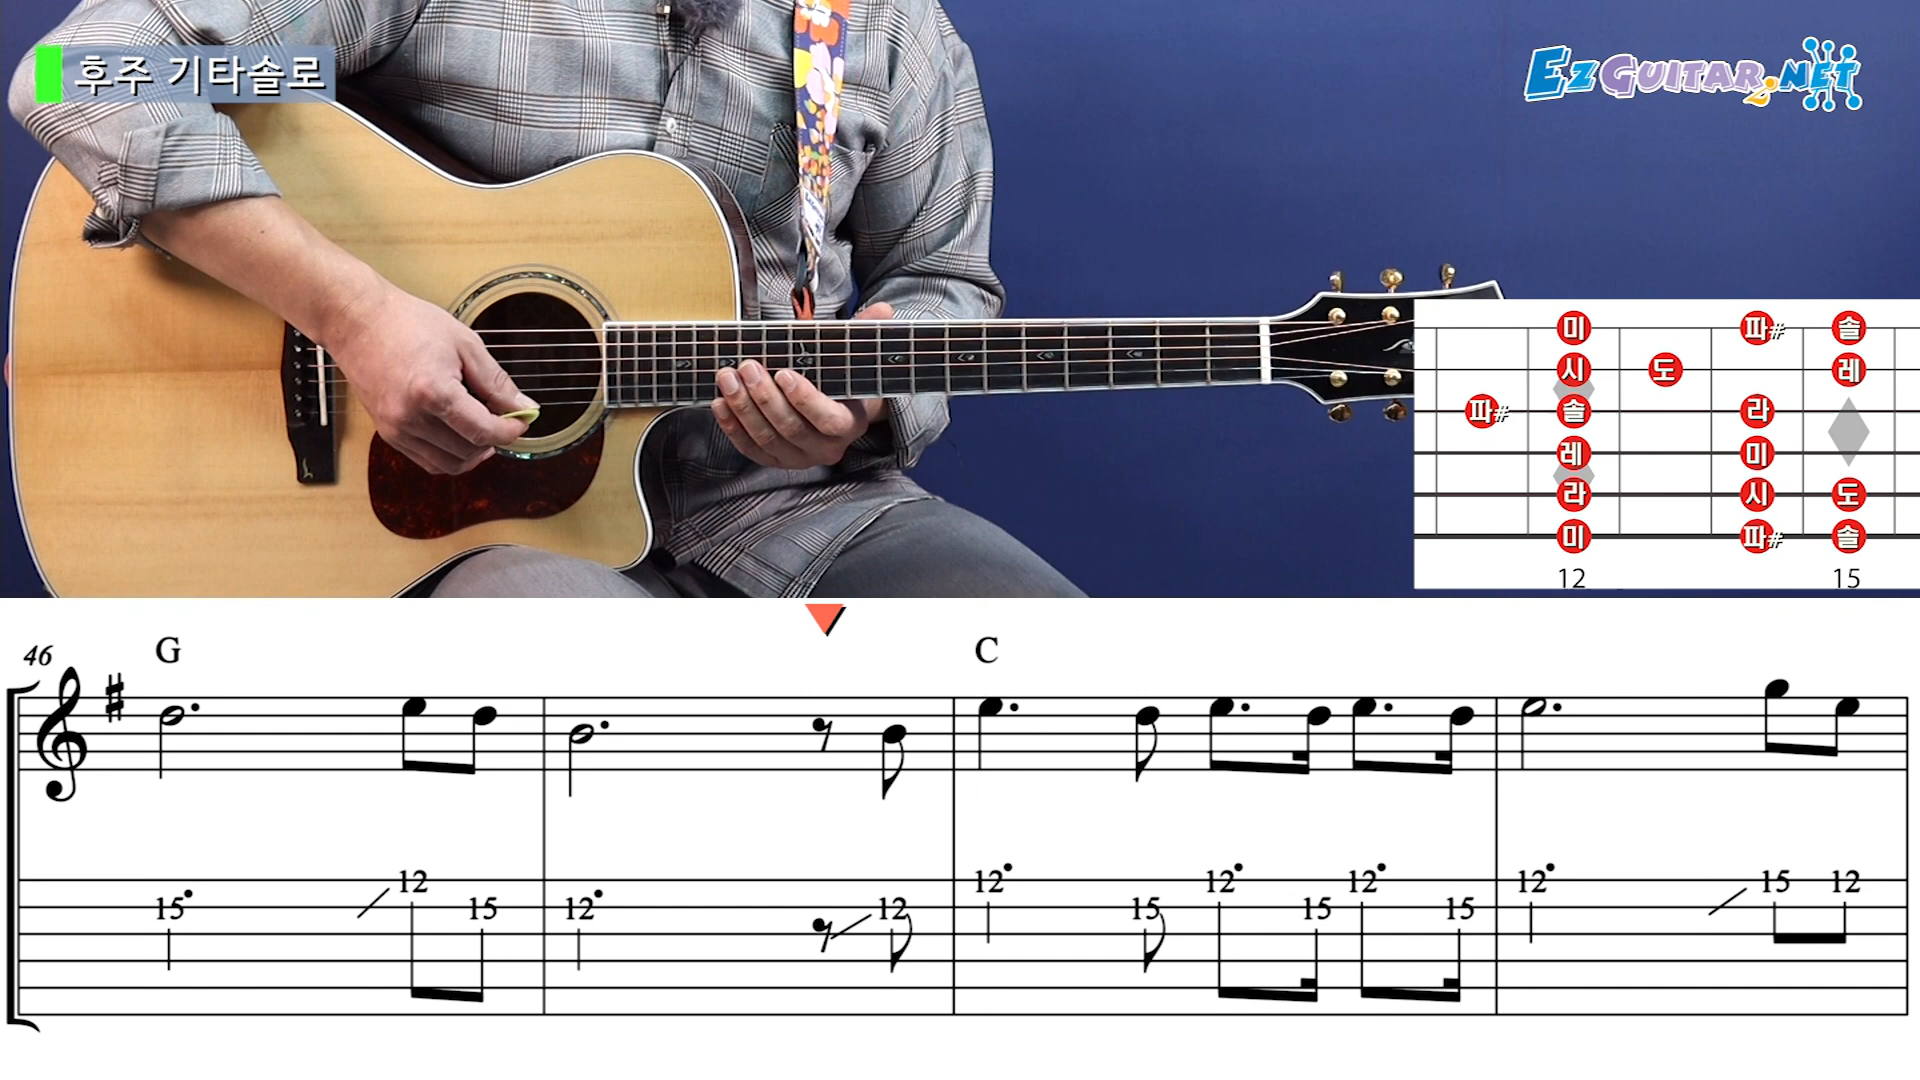 후주 기타솔로
EzGUITAR2.NET
미 파# 솔
시 도 레
파# 솔 라
레 미
라 시 도
미 파# 솔
12 15
46 G C
12 12 12 12 12 15 12
15 15 12 12 15 15 15